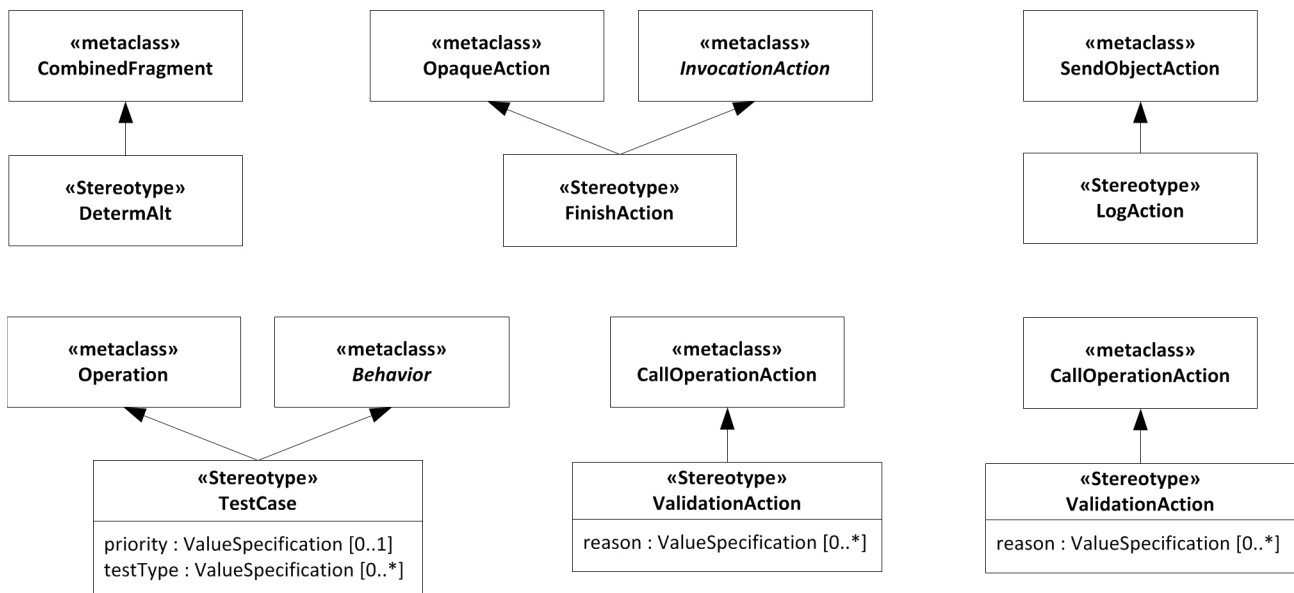 «metaclass»
CombinedFragment
«metaclass»
OpaqueAction
«metaclass»
InvocationAction
«metaclass»
SendObjectAction
«Stereotype»
DetermAlt
«Stereotype»
FinishAction
«Stereotype»
LogAction
«metaclass»
Operation
«metaclass»
Behavior
«metaclass»
CallOperationAction
«metaclass»
CallOperationAction
«Stereotype»
TestCase
priority : ValueSpecification [0..1]
testType : ValueSpecification [0..*]
«Stereotype»
ValidationAction
reason : ValueSpecification [0..*]
«Stereotype»
ValidationAction
reason : ValueSpecification [0..*]